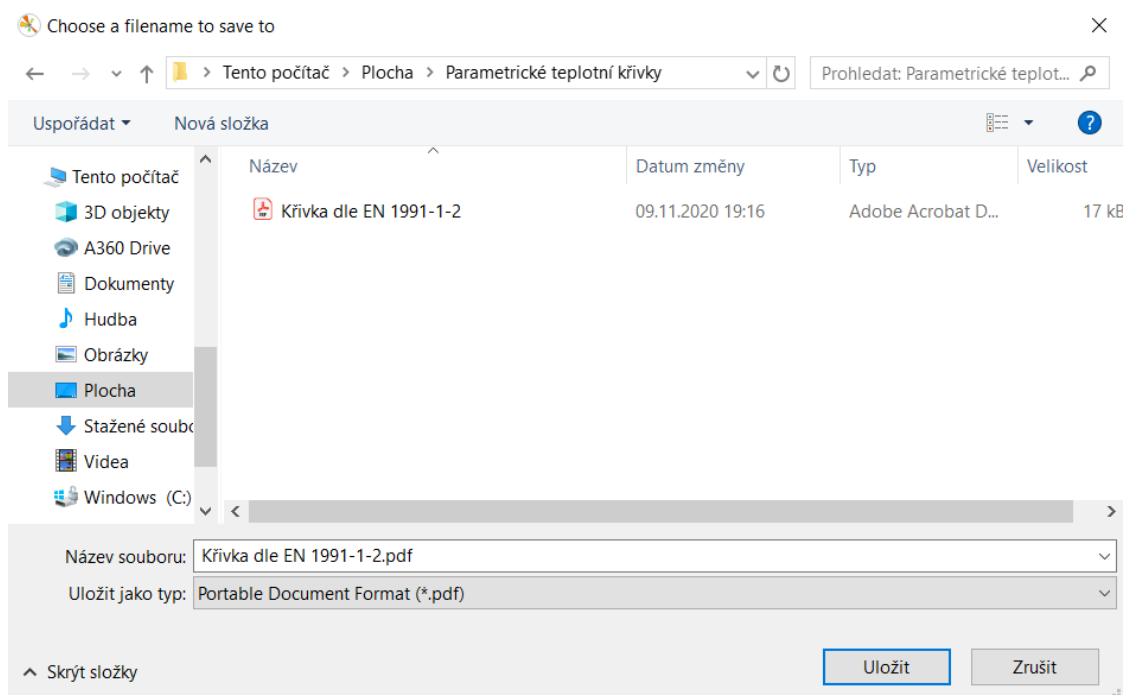 Choose a filename to save to
Tento počítač > Plocha > Parametrické teplotní křivky
Prohledat: Parametrické teplot...
Uspořádat
Nová složka
Název
Datum změny
Typ
Velikost
Tento počítač
3D objekty
A360 Drive
Dokumenty
Hudba
Obrázky
Plocha
Stažené soubo
Videa
Windows (C:)
Křivka dle EN 1991-1-2
09.11.2020 19:16
Adobe Acrobat D...
17 kB
Název souboru: Křivka dle EN 1991-1-2.pdf
Uložit jako typ: Portable Document Format (*.pdf)
Skrýt složky
Uložit
Zrušit